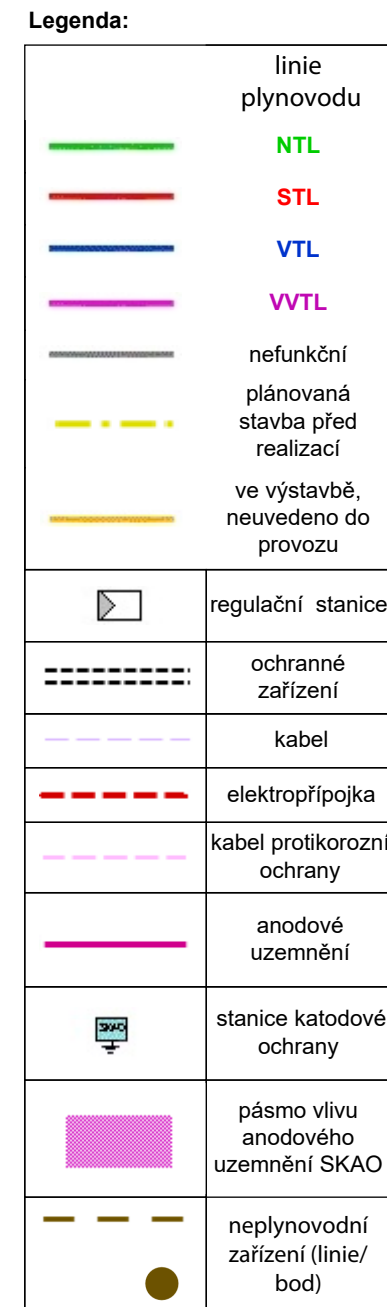 Legenda:
linie
plynovodu
NTL
STL
VTL
VVTL
nefunkční
plánovaná
stavba před
realizací
ve výstavbě,
neuvedeno do
provozu
regulační stanice
ochranné
zařízení
kabel
elektropřípojka
kabel protikorozní
ochrany
anodové
uzemnění
SKAO
stanice katodové
ochrany
pásmo vlivu
anodového
uzemnění SKAO
neplynovodní
zařízení (linie/
bod)